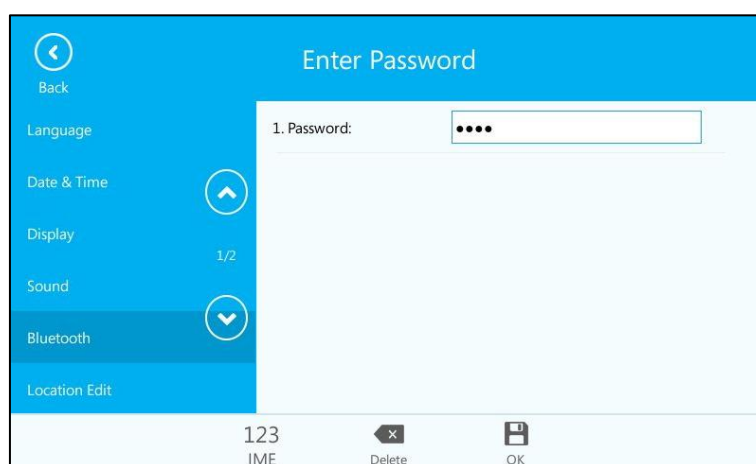 Enter Password
Back
Language
Date & Time
Display
1/2
Sound
Bluetooth
Location Edit
1. Password: ••••
123
IME
Delete
OK